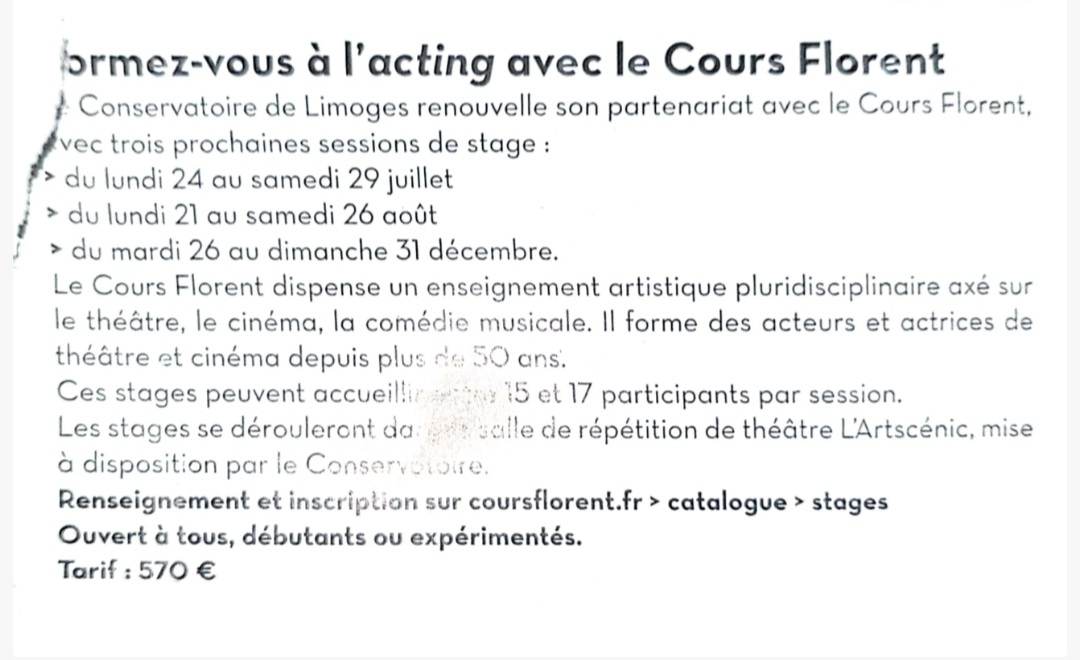 ormez-vous à l'acting avec le Cours Florent
Conservatoire de Limoges renouvelle son partenariat avec le Cours Florent,
vec trois prochaines sessions de stage :
> du lundi 24 au samedi 29 juillet
> du lundi 21 au samedi 26 août
> du mardi 26 au dimanche 31 décembre.
Le Cours Florent dispense un enseignement artistique pluridisciplinaire axé sur
le théâtre, le cinéma, la comédie musicale. Il forme des acteurs et actrices de
théâtre et cinéma depuis plus de 50 ans.
Ces stages peuvent accueillir 15 et 17 participants par session.
Les stages se dérouleront salle de répétition de théâtre L'Artscénic, mise
à disposition par le Conservatoire.
Renseignement et inscription sur coursflorent.fr > catalogue > stages
Ouvert à tous, débutants ou expérimentés.
Tarif : 570 €